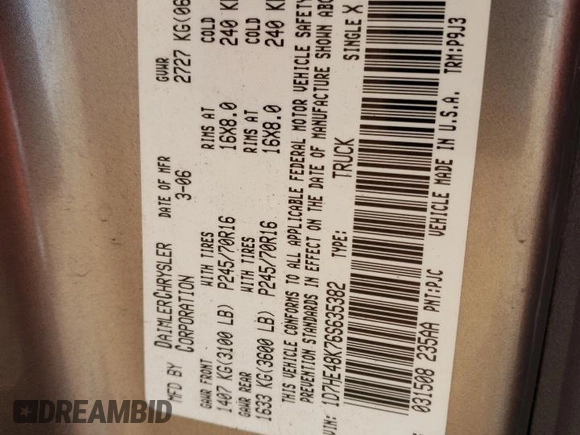 MFD BY DAIMLERCHRYSLER CORPORATION
DATE OF MFR 3-06
GVWR 2727 KG(06
GAWR FRONT WITH TIRES RIMS AT COLD
1407 KG(3100 LB) P245/70R16 16X8.0 240 K
GAWR REAR WITH TIRES RIMS AT COLD
1633 KG(3600 LB) P245/70R16 16X8.0 240 K
THIS VEHICLE CONFORMS TO ALL APPLICABLE FEDERAL MOTOR VEHICLE SAFETY
PREVENTION STANDARDS IN EFFECT ON THE DATE OF MANUFACTURE SHOWN ABO
VIN: 1D7HE48K76S635382 TYPE: TRUCK SINGLE X
031508 235AA PNT:PJC VEHICLE MADE IN U.S.A. TRM:P9J3
DREAMBID